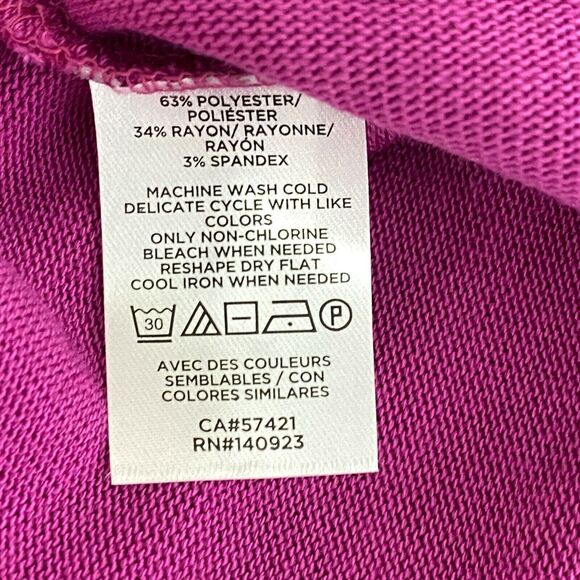 63% POLYESTER/
POLIÉSTER
34% RAYON/ RAYONNE/
RAYÓN
3% SPANDEX
MACHINE WASH COLD
DELICATE CYCLE WITH LIKE
COLORS
ONLY NON-CHLORINE
BLEACH WHEN NEEDED
RESHAPE DRY FLAT
COOL IRON WHEN NEEDED
30 P
AVEC DES COULEURS
SEMBLABLES / CON
COLORES SIMILARES
CA#57421
RN#140923